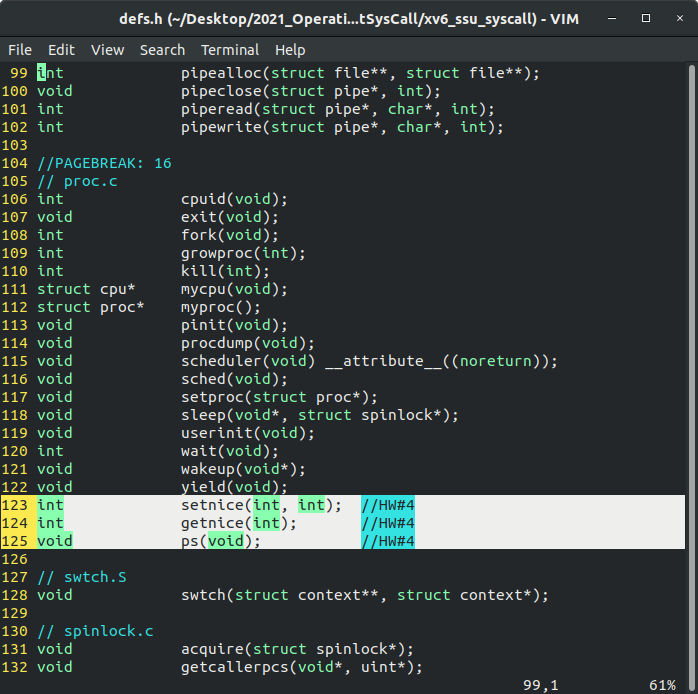 defs.h (~/Desktop/2021_Operati...tSysCall/xv6_ssu_syscall) - VIM
File Edit View Search Terminal Help
99 int pipealloc(struct file**, struct file**);
100 void pipeclose(struct pipe*, int);
101 int piperead(struct pipe*, char*, int);
102 int pipewrite(struct pipe*, char*, int);
103
104 //PAGEBREAK: 16
105 // proc.c
106 int cpuid(void);
107 void exit(void);
108 int fork(void);
109 int growproc(int);
110 int kill(int);
111 struct cpu* mycpu(void);
112 struct proc* myproc();
113 void pinit(void);
114 void procdump(void);
115 void scheduler(void) __attribute__((noreturn));
116 void sched(void);
117 void setproc(struct proc*);
118 void sleep(void*, struct spinlock*);
119 void userinit(void);
120 int wait(void);
121 void wakeup(void*);
122 void yield(void);
123 int setnice(int, int); //HW#4
124 int getnice(int); //HW#4
125 void ps(void); //HW#4
126
127 // swtch.S
128 void swtch(struct context**, struct context*);
129
130 // spinlock.c
131 void acquire(struct spinlock*);
132 void getcallerpcs(void*, uint*);
99,1 61%